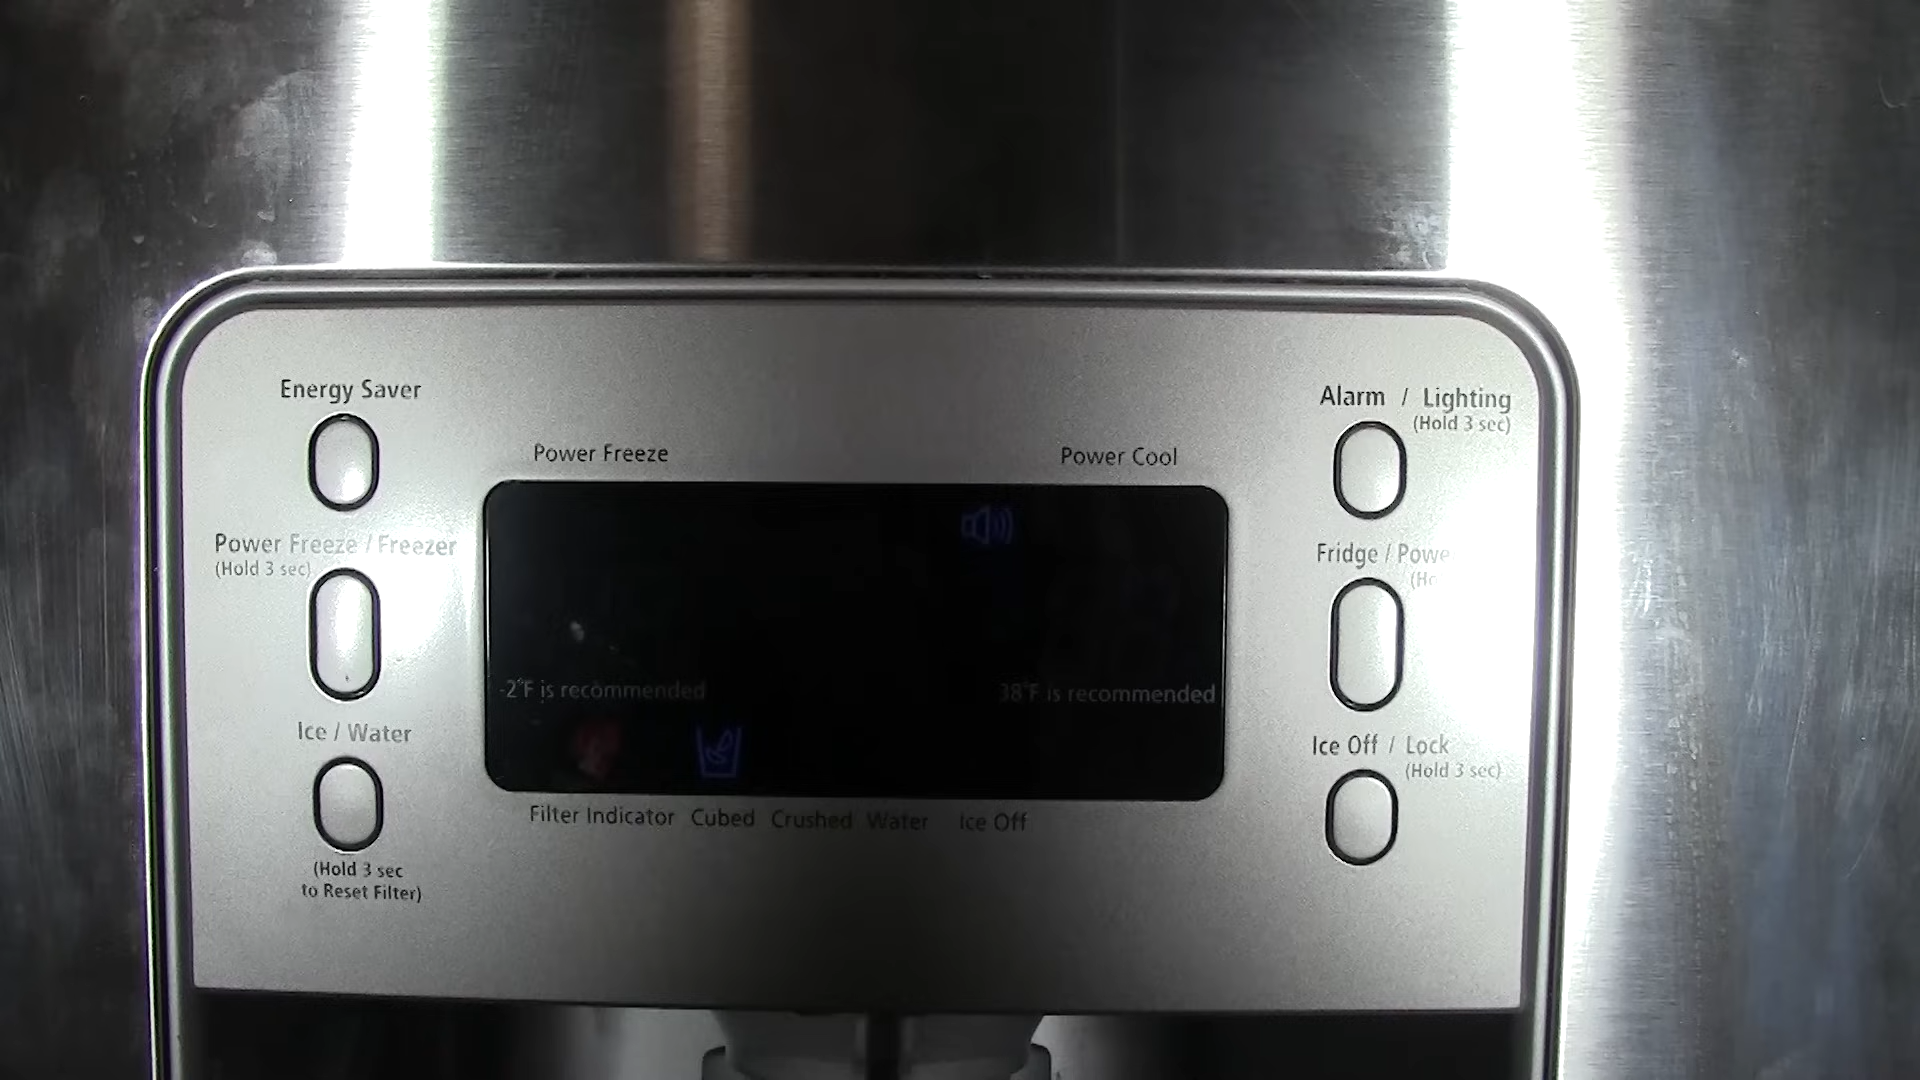 Energy Saver
Alarm / Lighting
(Hold 3 sec)
Power Freeze
Power Cool
Power Freeze / Freezer
(Hold 3 sec)
Fridge /
-2°F is recommended
38°F is recommended
Ice / Water
Ice Off / Lock
(Hold 3 sec)
Filter Indicator Cubed Crushed Water Ice Off
(Hold 3 sec
to Reset Filter)